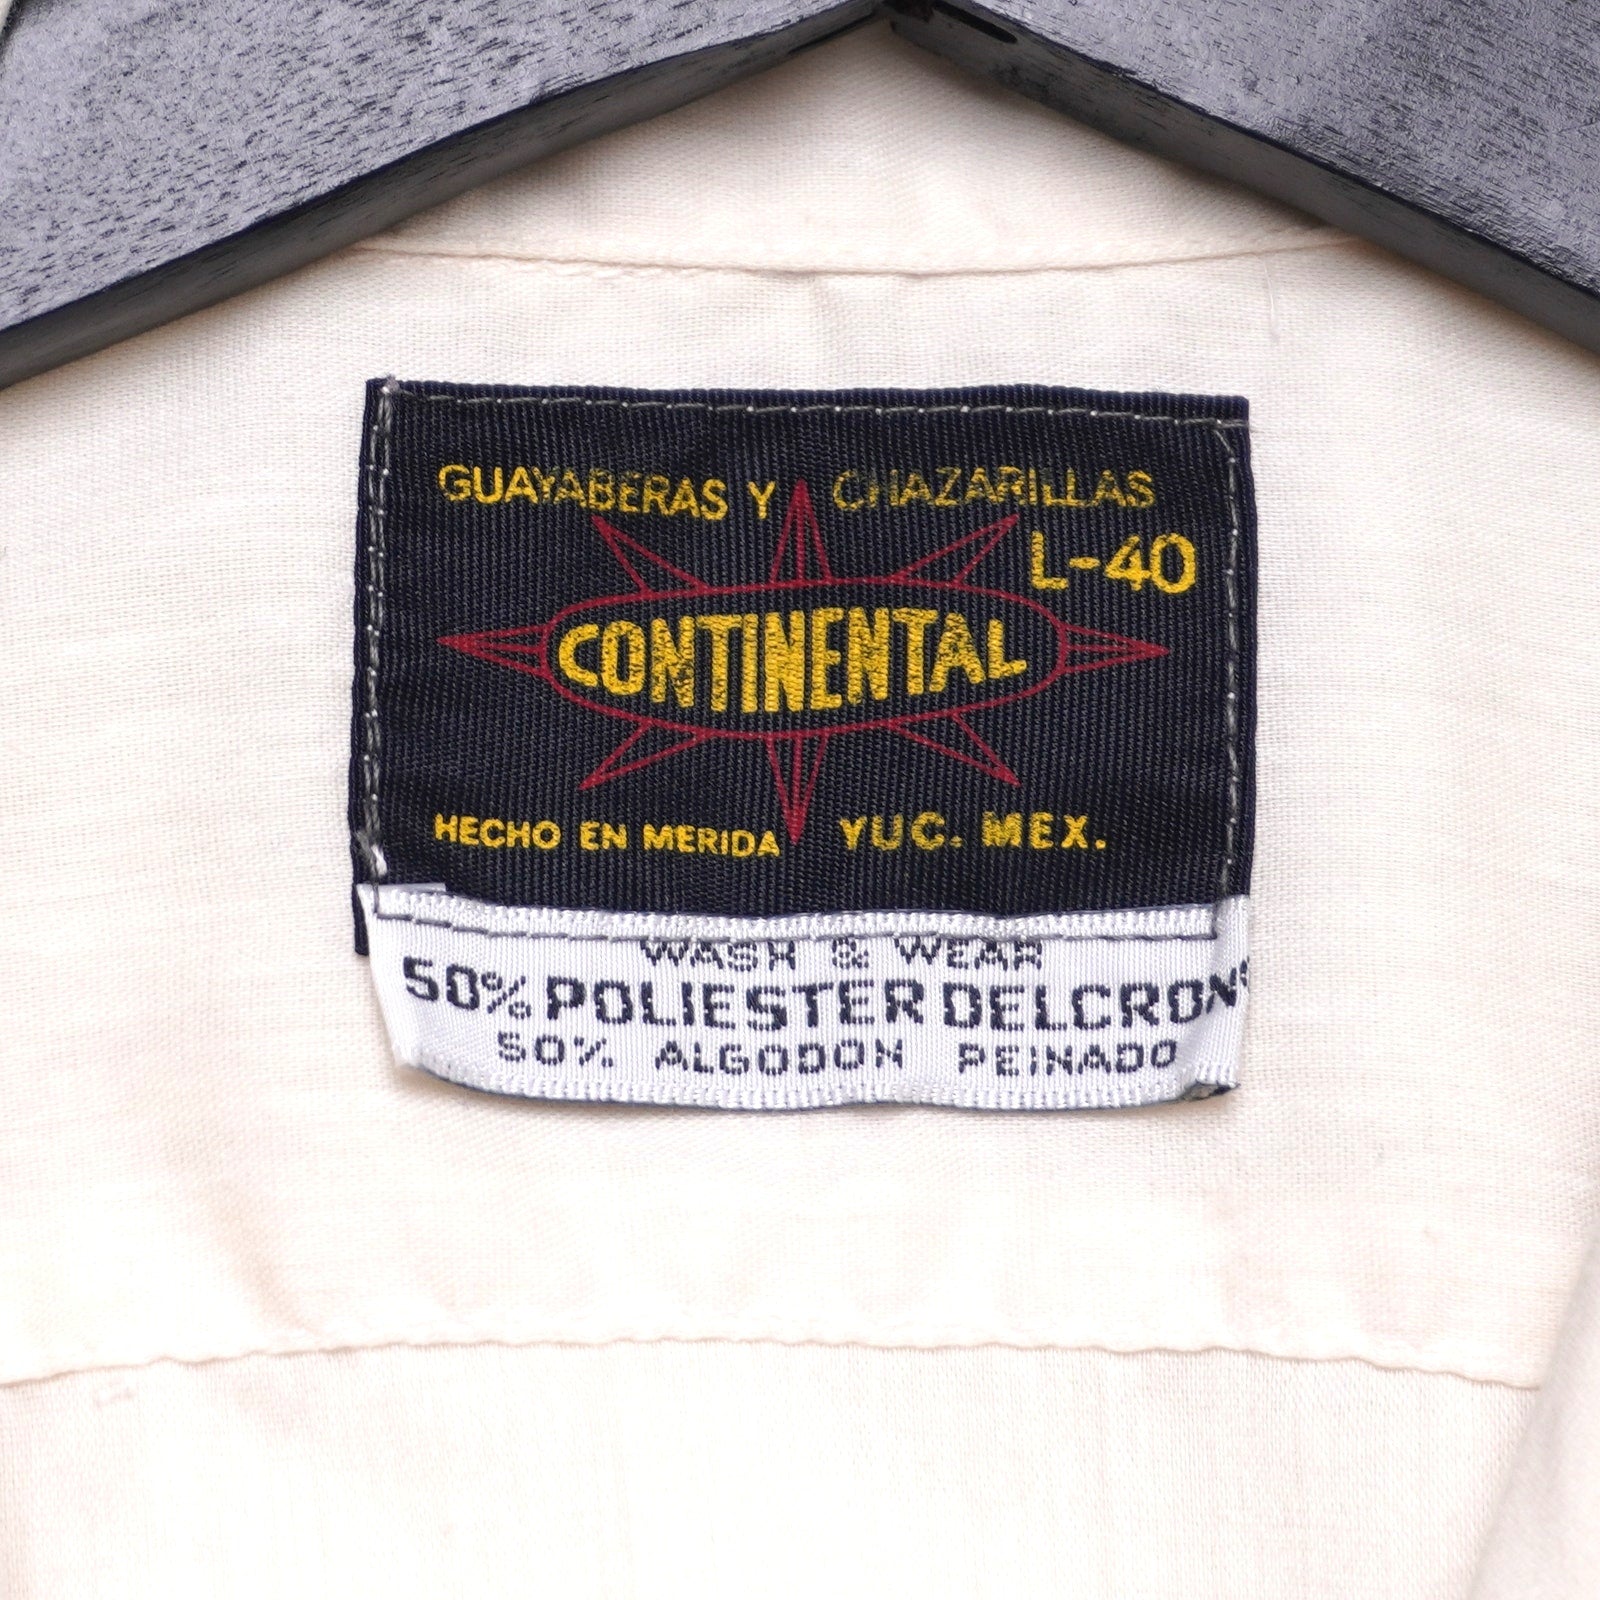 GUAYABERAS Y CHAZARILLAS
L-40
CONTINENTAL
HECHO EN MERIDA YUC. MEX.
WASH & WEAR
50% POLIESTER DELCRON
50% ALGODON PEINADO